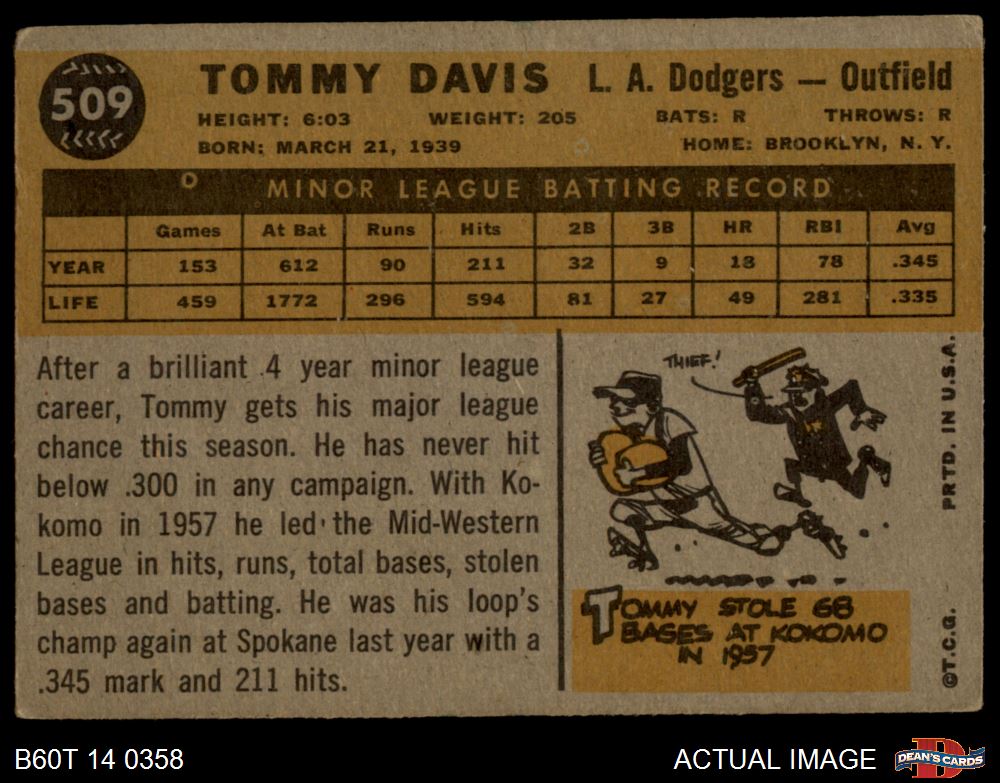 509
TOMMY DAVIS L. A. Dodgers — Outfield
HEIGHT: 6:03 WEIGHT: 205 BATS: R THROWS: R
BORN: MARCH 21, 1939 HOME: BROOKLYN, N. Y.
MINOR LEAGUE BATTING RECORD
Games At Bat Runs Hits 2B 3B HR RBI Avg
YEAR 153 612 90 211 32 9 18 78 .345
LIFE 459 1772 296 594 81 27 49 281 .335
After a brilliant 4 year minor league
career, Tommy gets his major league
chance this season. He has never hit
below .300 in any campaign. With Ko-
komo in 1957 he led the Mid-Western
League in hits, runs, total bases, stolen
bases and batting. He was his loop's
champ again at Spokane last year with a
.345 mark and 211 hits.
THIEF!
TOMMY STOLE 68
BASES AT KOKOMO
IN 1957
PRTD. IN U.S.A.
©T.C.G.
B60T 14 0358
ACTUAL IMAGE
DEAN'S CARDS